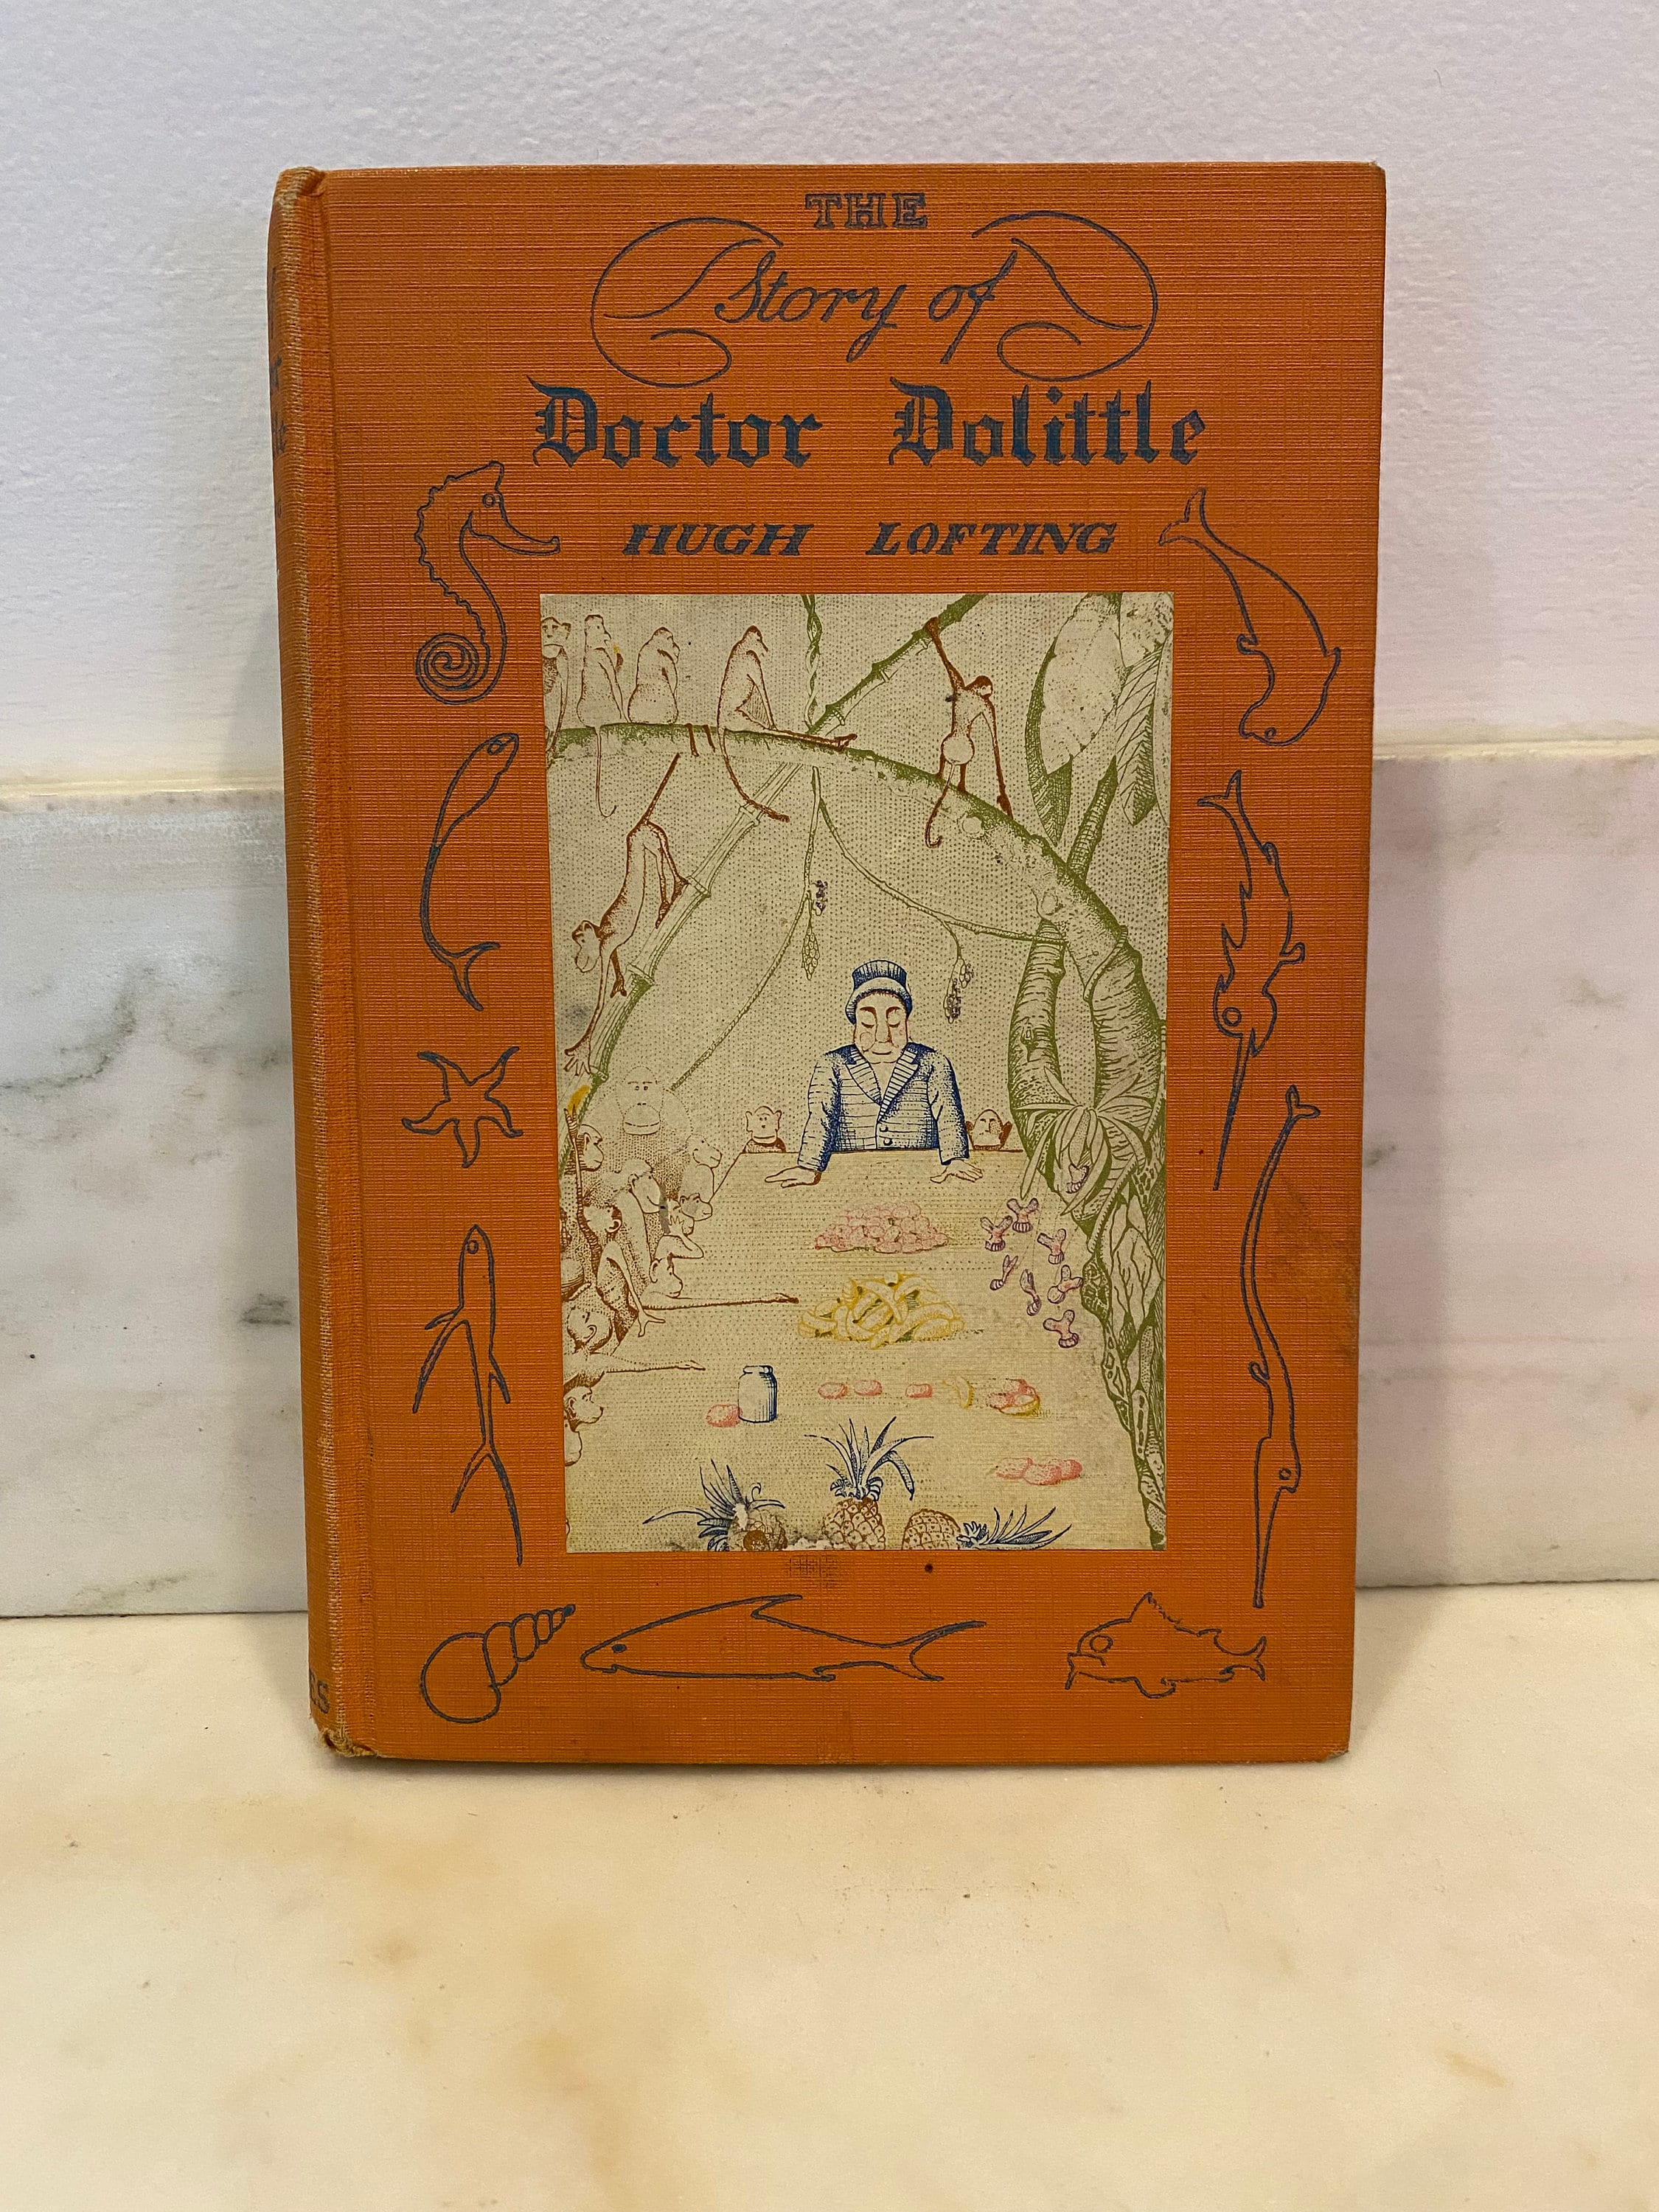 THE
Story of
Doctor Dolittle
HUGH LOFTING